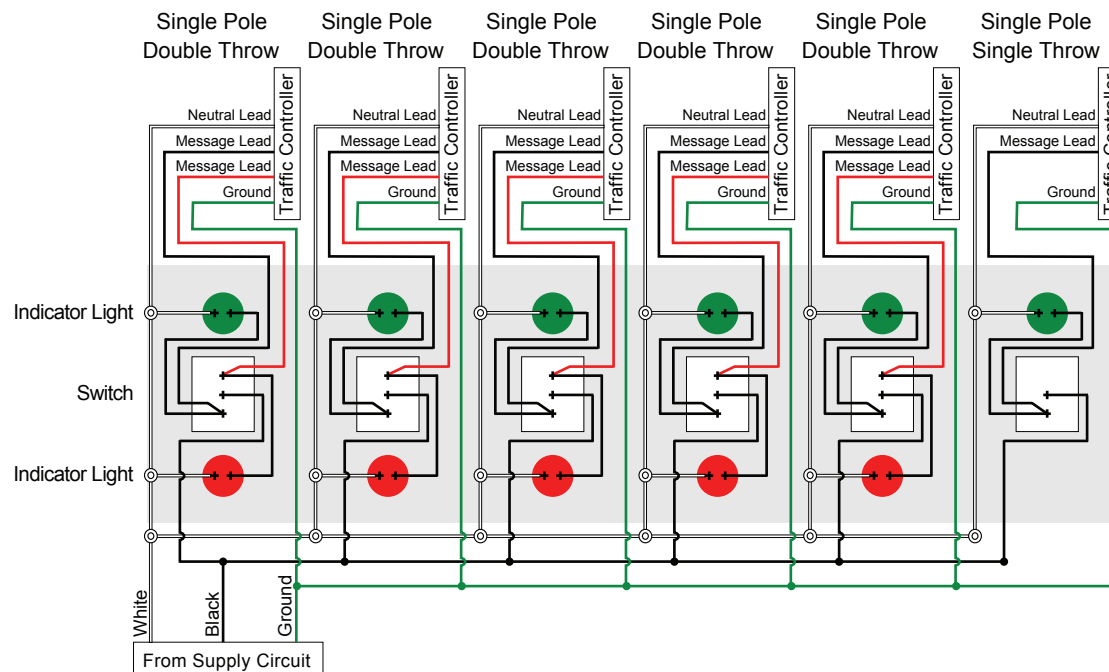 Single Pole
Double Throw
Single Pole
Double Throw
Single Pole
Double Throw
Single Pole
Double Throw
Single Pole
Double Throw
Single Pole
Single Throw
Neutral Lead
Message Lead
Message Lead
Ground
Traffic Controller
Neutral Lead
Message Lead
Message Lead
Ground
Traffic Controller
Neutral Lead
Message Lead
Message Lead
Ground
Traffic Controller
Neutral Lead
Message Lead
Message Lead
Ground
Traffic Controller
Neutral Lead
Message Lead
Message Lead
Ground
Traffic Controller
Neutral Lead
Message Lead
Ground
Traffic Controller
Indicator Light
Switch
Indicator Light
White
Black
Ground
From Supply Circuit